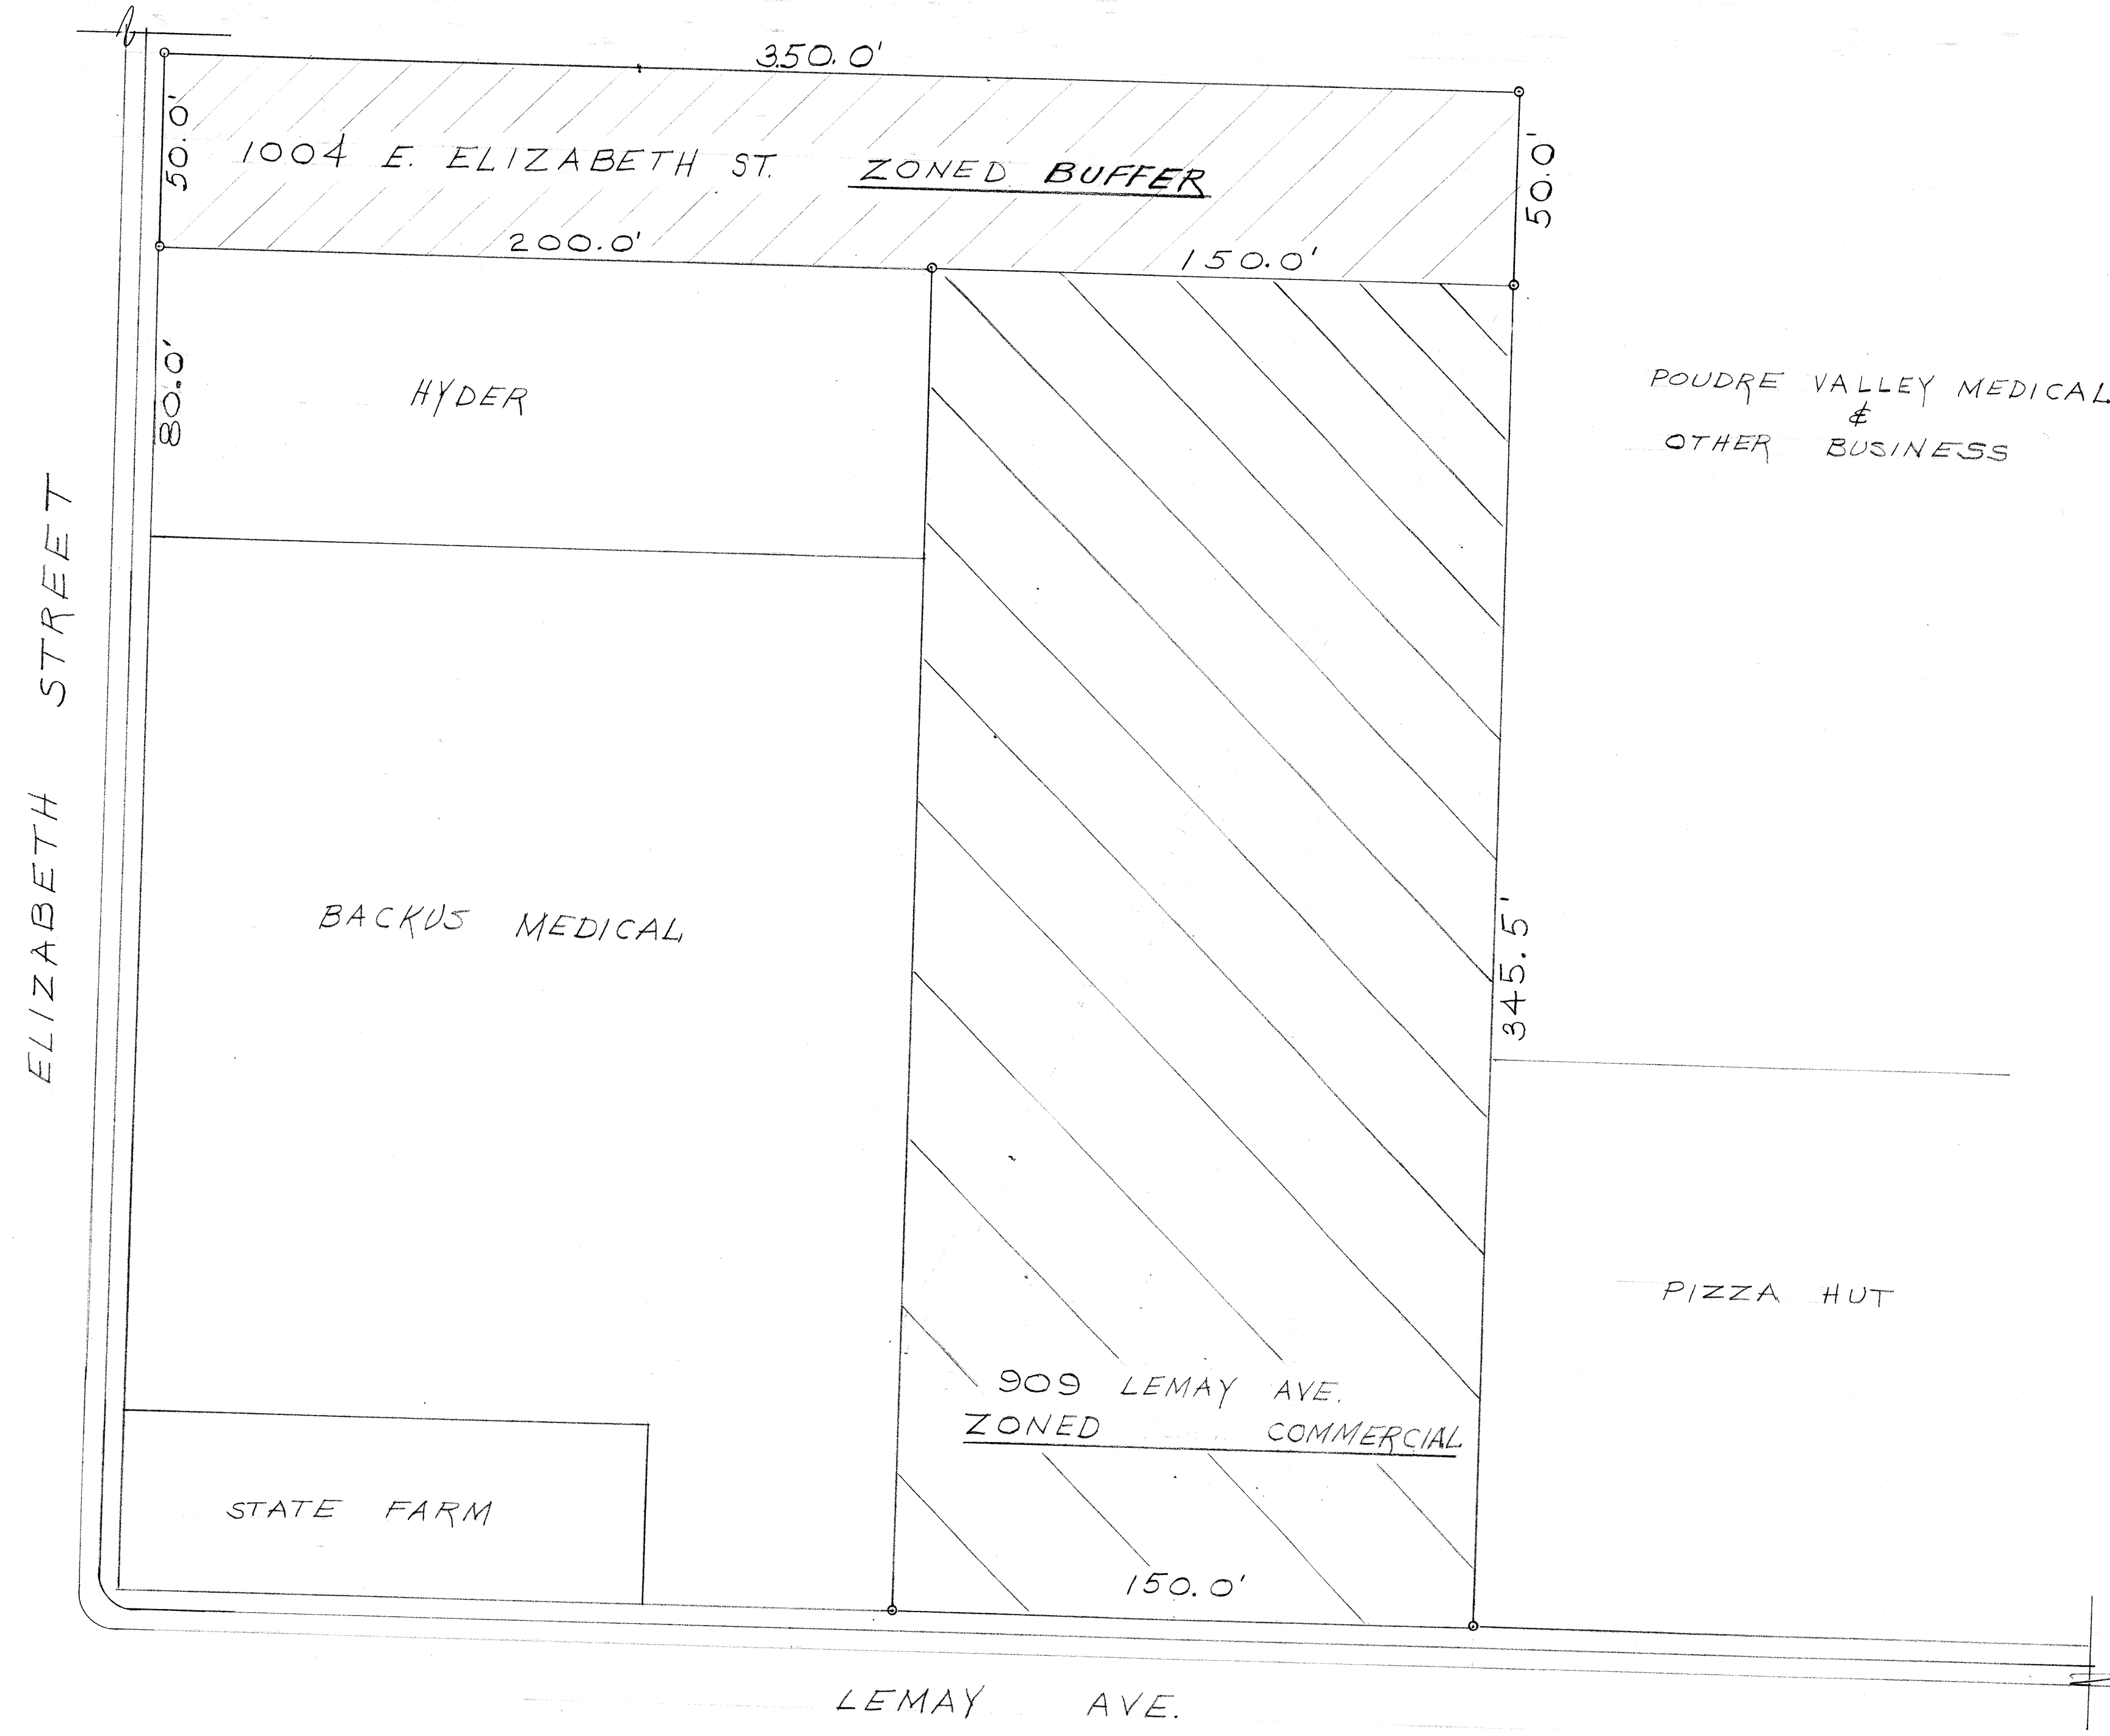 350.0'
50.0'
1004 E. ELIZABETH ST. ZONED BUFFER
50.0'
200.0'
150.0'
80.0'
HYDER
POUDRE VALLEY MEDICAL
&
OTHER BUSINESS
ELIZABETH STREET
BACKUS MEDICAL
345.5'
PIZZA HUT
909 LEMAY AVE.
ZONED COMMERCIAL
STATE FARM
150.0'
LEMAY AVE.